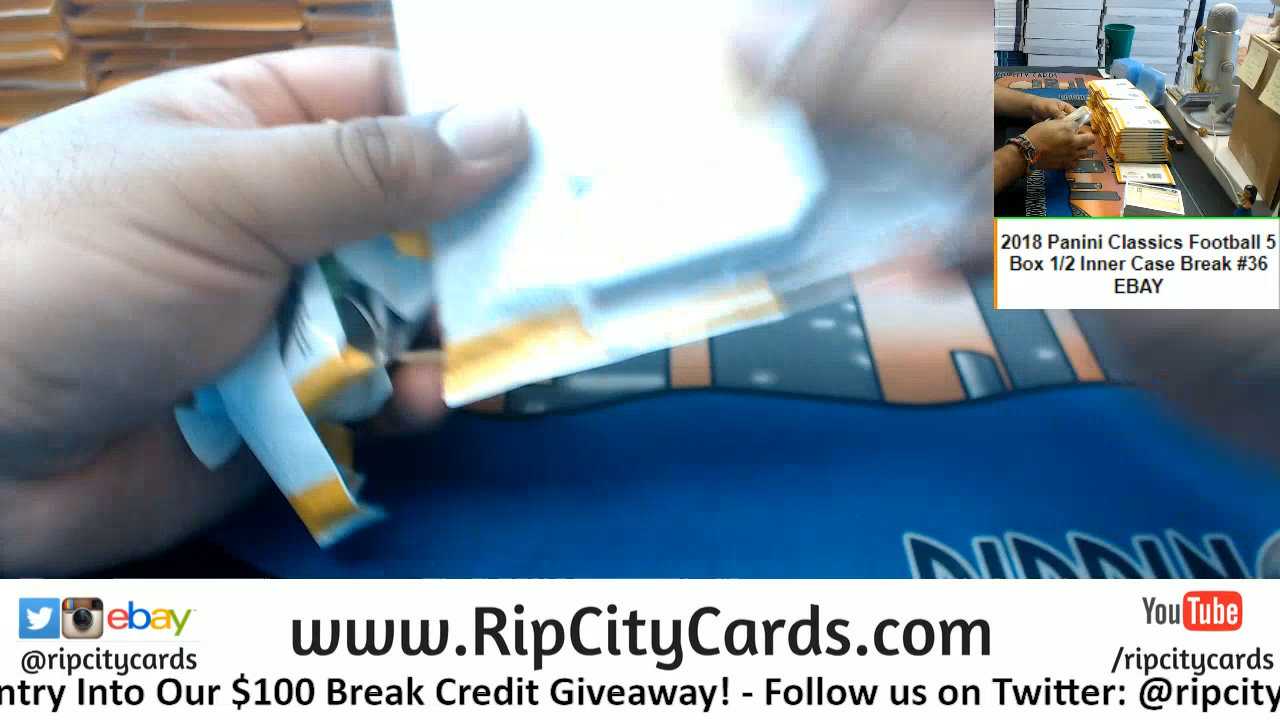 2018 Panini Classics Football 5
Box 1/2 Inner Case Break #36
EBAY
ebay
@ripcitycards
www.RipCityCards.com
YouTube
/ripcitycards
ntry Into Our $100 Break Credit Giveaway! - Follow us on Twitter: @ripcity